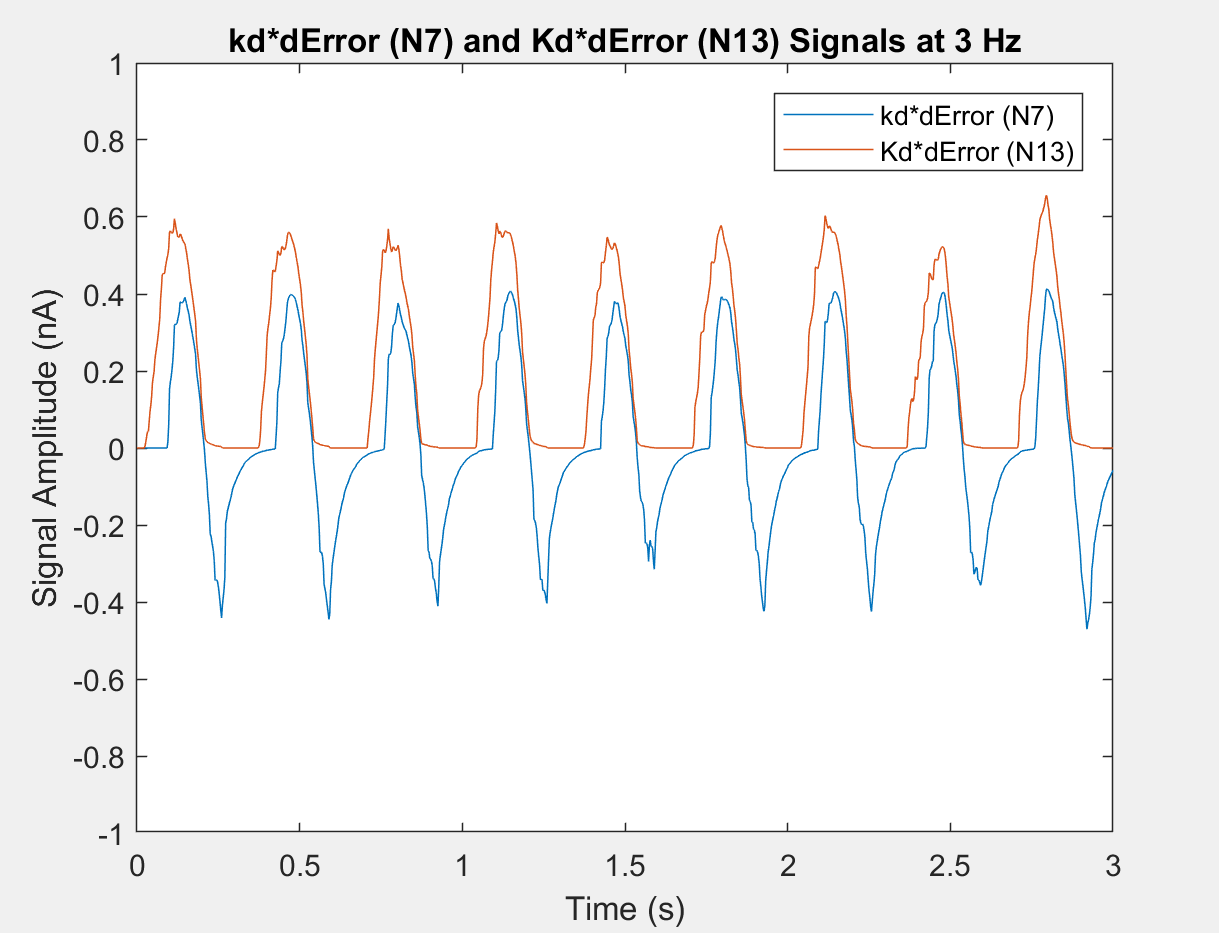 kd*dError (N7) and Kd*dError (N13) Signals at 3 Hz
kd*dError (N7)
Kd*dError (N13)
Signal Amplitude (nA)
1
0.8
0.6
0.4
0.2
0
-0.2
-0.4
-0.6
-0.8
-1
0 0.5 1 1.5 2 2.5 3
Time (s)